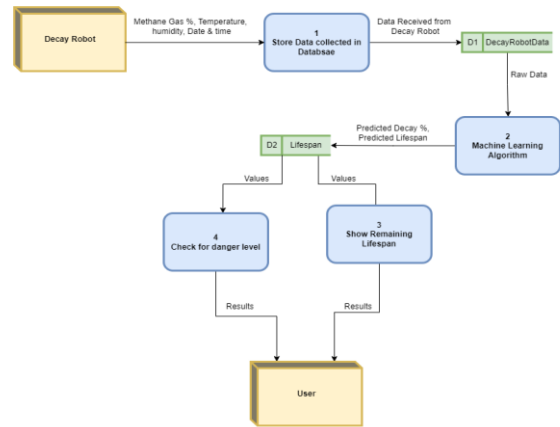 Decay Robot
Methane Gas %, Temperature,
humidity, Date & time
1
Store Data collected in
Databsae
Data Received from
Decay Robot
D1 DecayRobotData
Raw Data
2
Machine Learning
Algorithm
Predicted Decay %,
Predicted Lifespan
D2 Lifespan
Values
Values
4
Check for danger level
3
Show Remaining
Lifespan
Results
Results
User